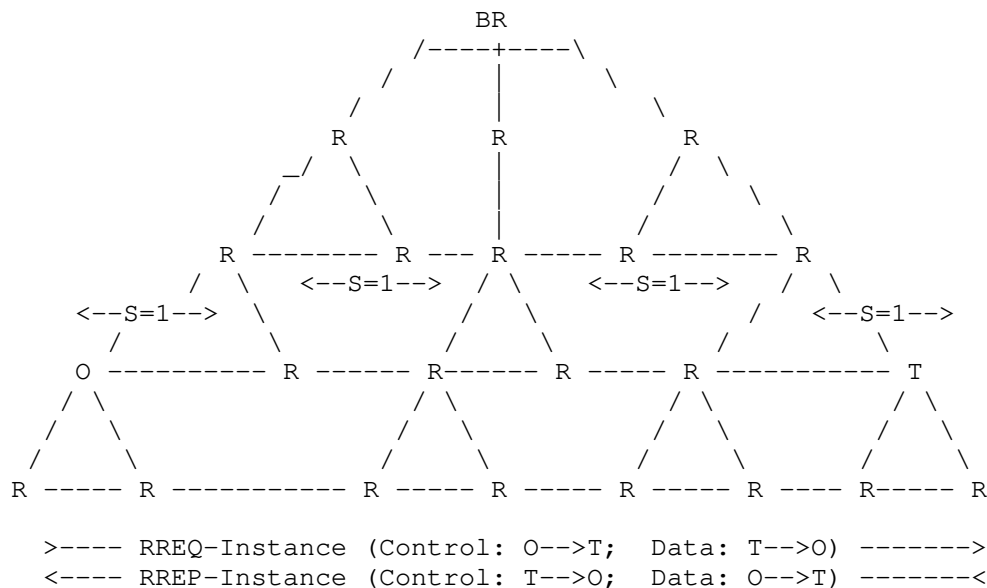 BR
R R R
R R R R R
<--S=1--> <--S=1-->
<--S=1--> <--S=1-->
O R R R R T
R R R R R R R R
>---- RREQ-Instance (Control: O-->T; Data: T-->O) ------->
<---- RREP-Instance (Control: T-->O; Data: O-->T) -------<